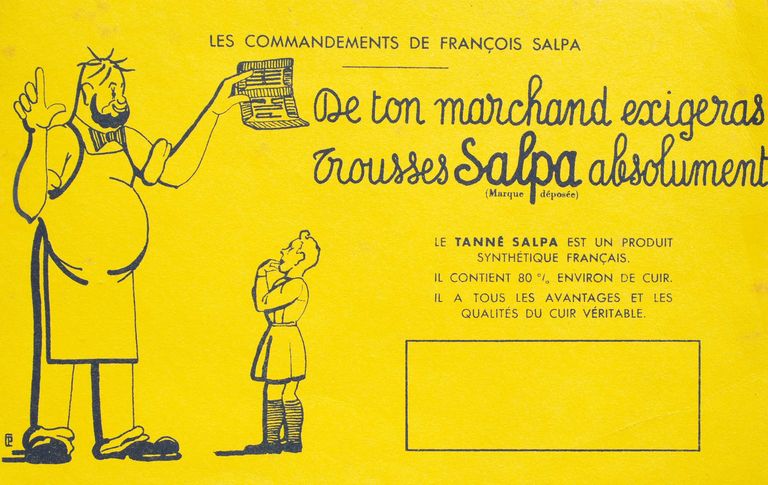 LES COMMANDEMENTS DE FRANÇOIS SALPA
De ton marchand exigeras
Trousses Salpa absolument
(Marque déposée)
LE TANNÉ SALPA EST UN PRODUIT
SYNTHÉTIQUE FRANÇAIS.
IL CONTIENT 80 % ENVIRON DE CUIR.
IL A TOUS LES AVANTAGES ET LES
QUALITÉS DU CUIR VÉRITABLE.